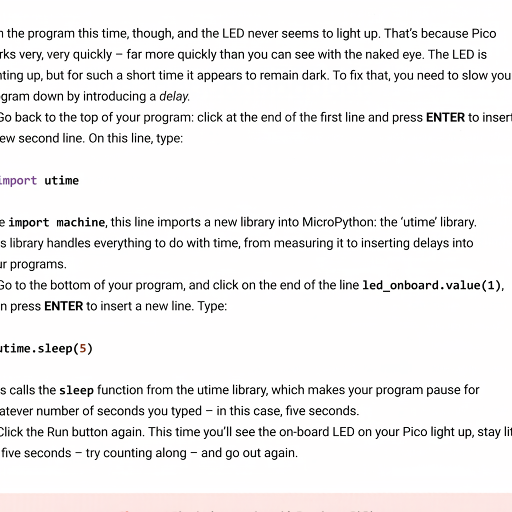 the program this time, though, and the LED never seems to light up. That's because Pico
very, very quickly – far more quickly than you can see with the naked eye. The LED is
up, but for such a short time it appears to remain dark. To fix that, you need to slow you
down by introducing a delay.
Go back to the top of your program: click at the end of the first line and press ENTER to insert
new second line. On this line, type:
import utime
import machine, this line imports a new library into MicroPython: the 'utime' library.
library handles everything to do with time, from measuring it to inserting delays into
programs.
Go to the bottom of your program, and click on the end of the line led_onboard.value(1),
press ENTER to insert a new line. Type:
utime.sleep(5)
calls the sleep function from the utime library, which makes your program pause for
number of seconds you typed – in this case, five seconds.
Click the Run button again. This time you'll see the on-board LED on your Pico light up, stay lit
five seconds – try counting along – and go out again.